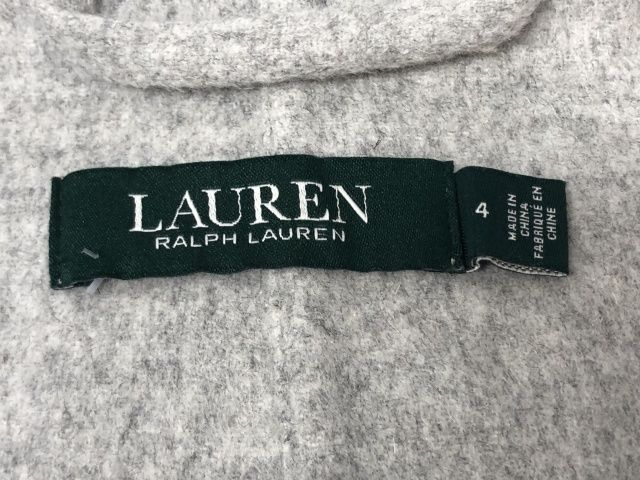 LAUREN
RALPH LAUREN
4
MADE IN
CHINA
FABRIQUÉ EN
CHINE